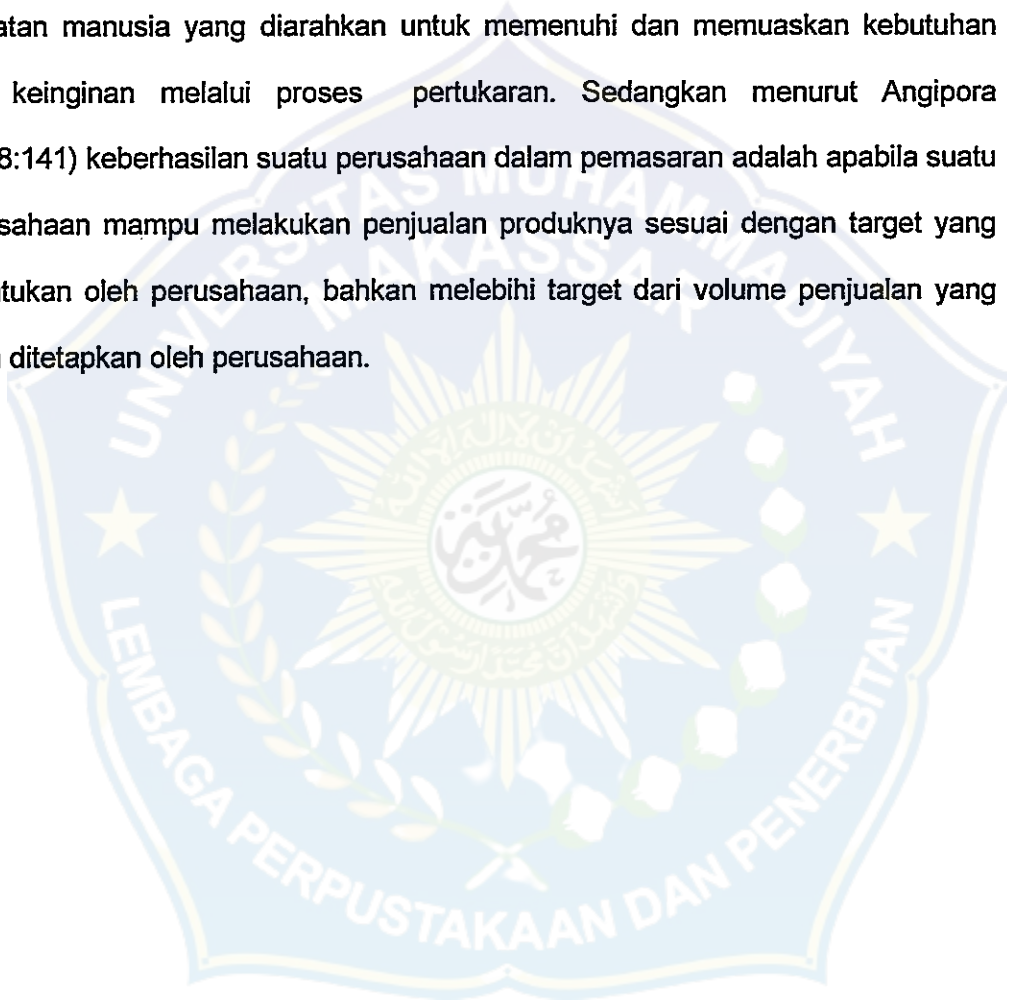 atan manusia yang diarahkan untuk memenuhi dan memuaskan kebutuhan
keinginan melalui proses pertukaran. Sedangkan menurut Angipora
8:141) keberhasilan suatu perusahaan dalam pemasaran adalah apabila suatu
sahaan mampu melakukan penjualan produknya sesuai dengan target yang
tukan oleh perusahaan, bahkan melebihi target dari volume penjualan yang
ditetapkan oleh perusahaan.
UNIVERSITAS MUHAMMADIYAH
MAKASSAR
محمدية
LEMBAGA PERPUSTAKAAN DAN PENERBITAN